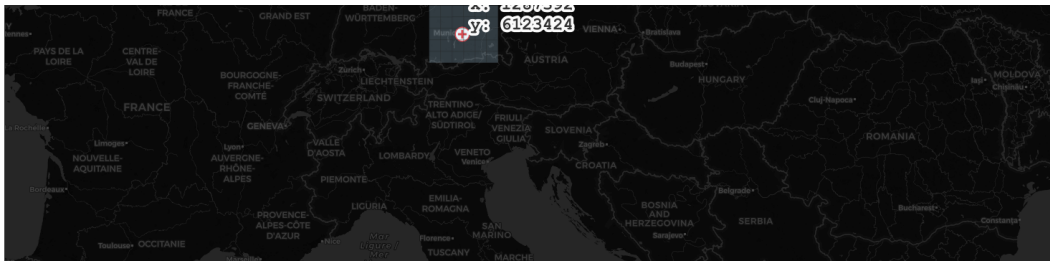 FRANCE
GRAND EST
BADEN-
WÜRTTEMBERG
y: 6123424
VIENNA
Bratislava
PAYS DE LA
LOIRE
CENTRE-
VAL DE
LOIRE
BOURGOGNE-
FRANCHE-
COMTÉ
Zürich
LIECHTENSTEIN
SWITZERLAND
AUSTRIA
Budapest
HUNGARY
MOLDOVA
Iași
Chișinău
Cluj-Napoca
FRANCE
GENEVA
TRENTINO -
ALTO ADIGE/
SÜDTIROL
FRIULI
VENEZIA
GIULIA
SLOVENIA
Zagreb
CROATIA
ROMANIA
La Rochelle
Limoges
NOUVELLE-
AQUITAINE
Lyon
AUVERGNE-
RHÔNE-
ALPES
VALLE
D'AOSTA
LOMBARDY
VENETO
Venice
PIEMONTE
Bordeaux
LIGURIA
EMILIA-
ROMAGNA
BOSNIA
AND
HERZEGOVINA
Sarajevo
Belgrade
SERBIA
Bucharest
Constanța
PROVENCE-
ALPES-CÔTE
D'AZUR
Toulouse
OCCITANIE
Nice
Mar
Ligure /
Florence
SAN
MARINO
TUSCANY
MARCHE